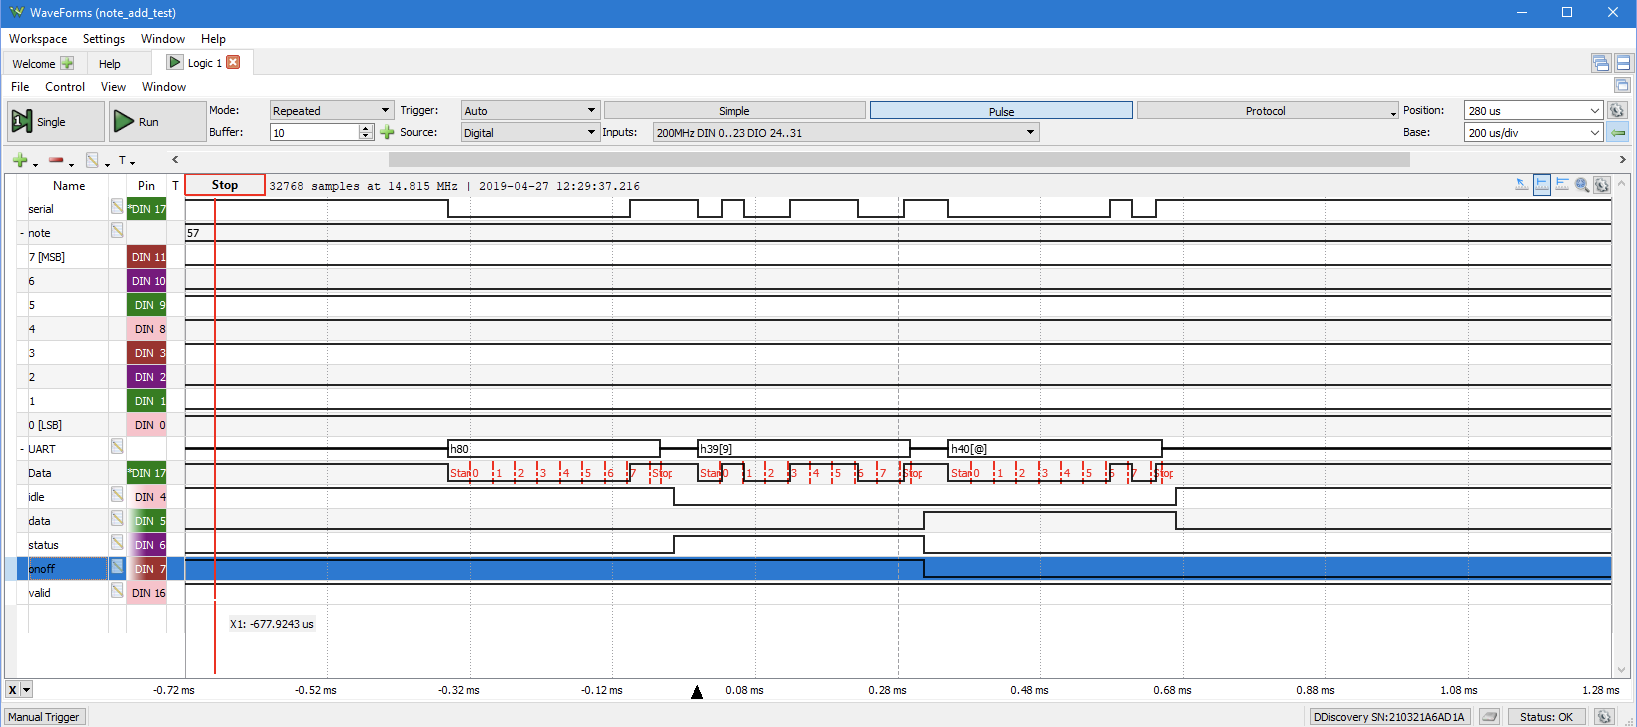 WaveForms (note_add_test)
Workspace Settings Window Help
Welcome Help Logic 1
File Control View Window
Single Run Mode: Repeated Trigger: Auto Simple Pulse Protocol Position: 280 us
Buffer: 10 Source: Digital Inputs: 200MHz DIN 0..23 DIO 24..31 Base: 200 us/div
T
Name Pin T Stop 32768 samples at 14.815 MHz | 2019-04-27 12:29:37.216
serial *DIN 17
- note 57
7 [MSB] DIN 11
6 DIN 10
5 DIN 9
4 DIN 8
3 DIN 3
2 DIN 2
1 DIN 1
0 [LSB] DIN 0
- UART h80 h39[9] h40[@]
Data *DIN 17 Star 0 1 2 3 4 5 6 7 Stop Star 0 1 2 3 4 5 6 7 Stop Star 0 1 2 3 4 5 6 7 Stop
idle DIN 4
data DIN 5
status DIN 6
onoff DIN 7
valid DIN 16
X1: -677.9243 us
X -0.72 ms -0.52 ms -0.32 ms -0.12 ms 0.08 ms 0.28 ms 0.48 ms 0.68 ms 0.88 ms 1.08 ms 1.28 ms
Manual Trigger DDiscovery SN:210321A6AD1A Status: OK